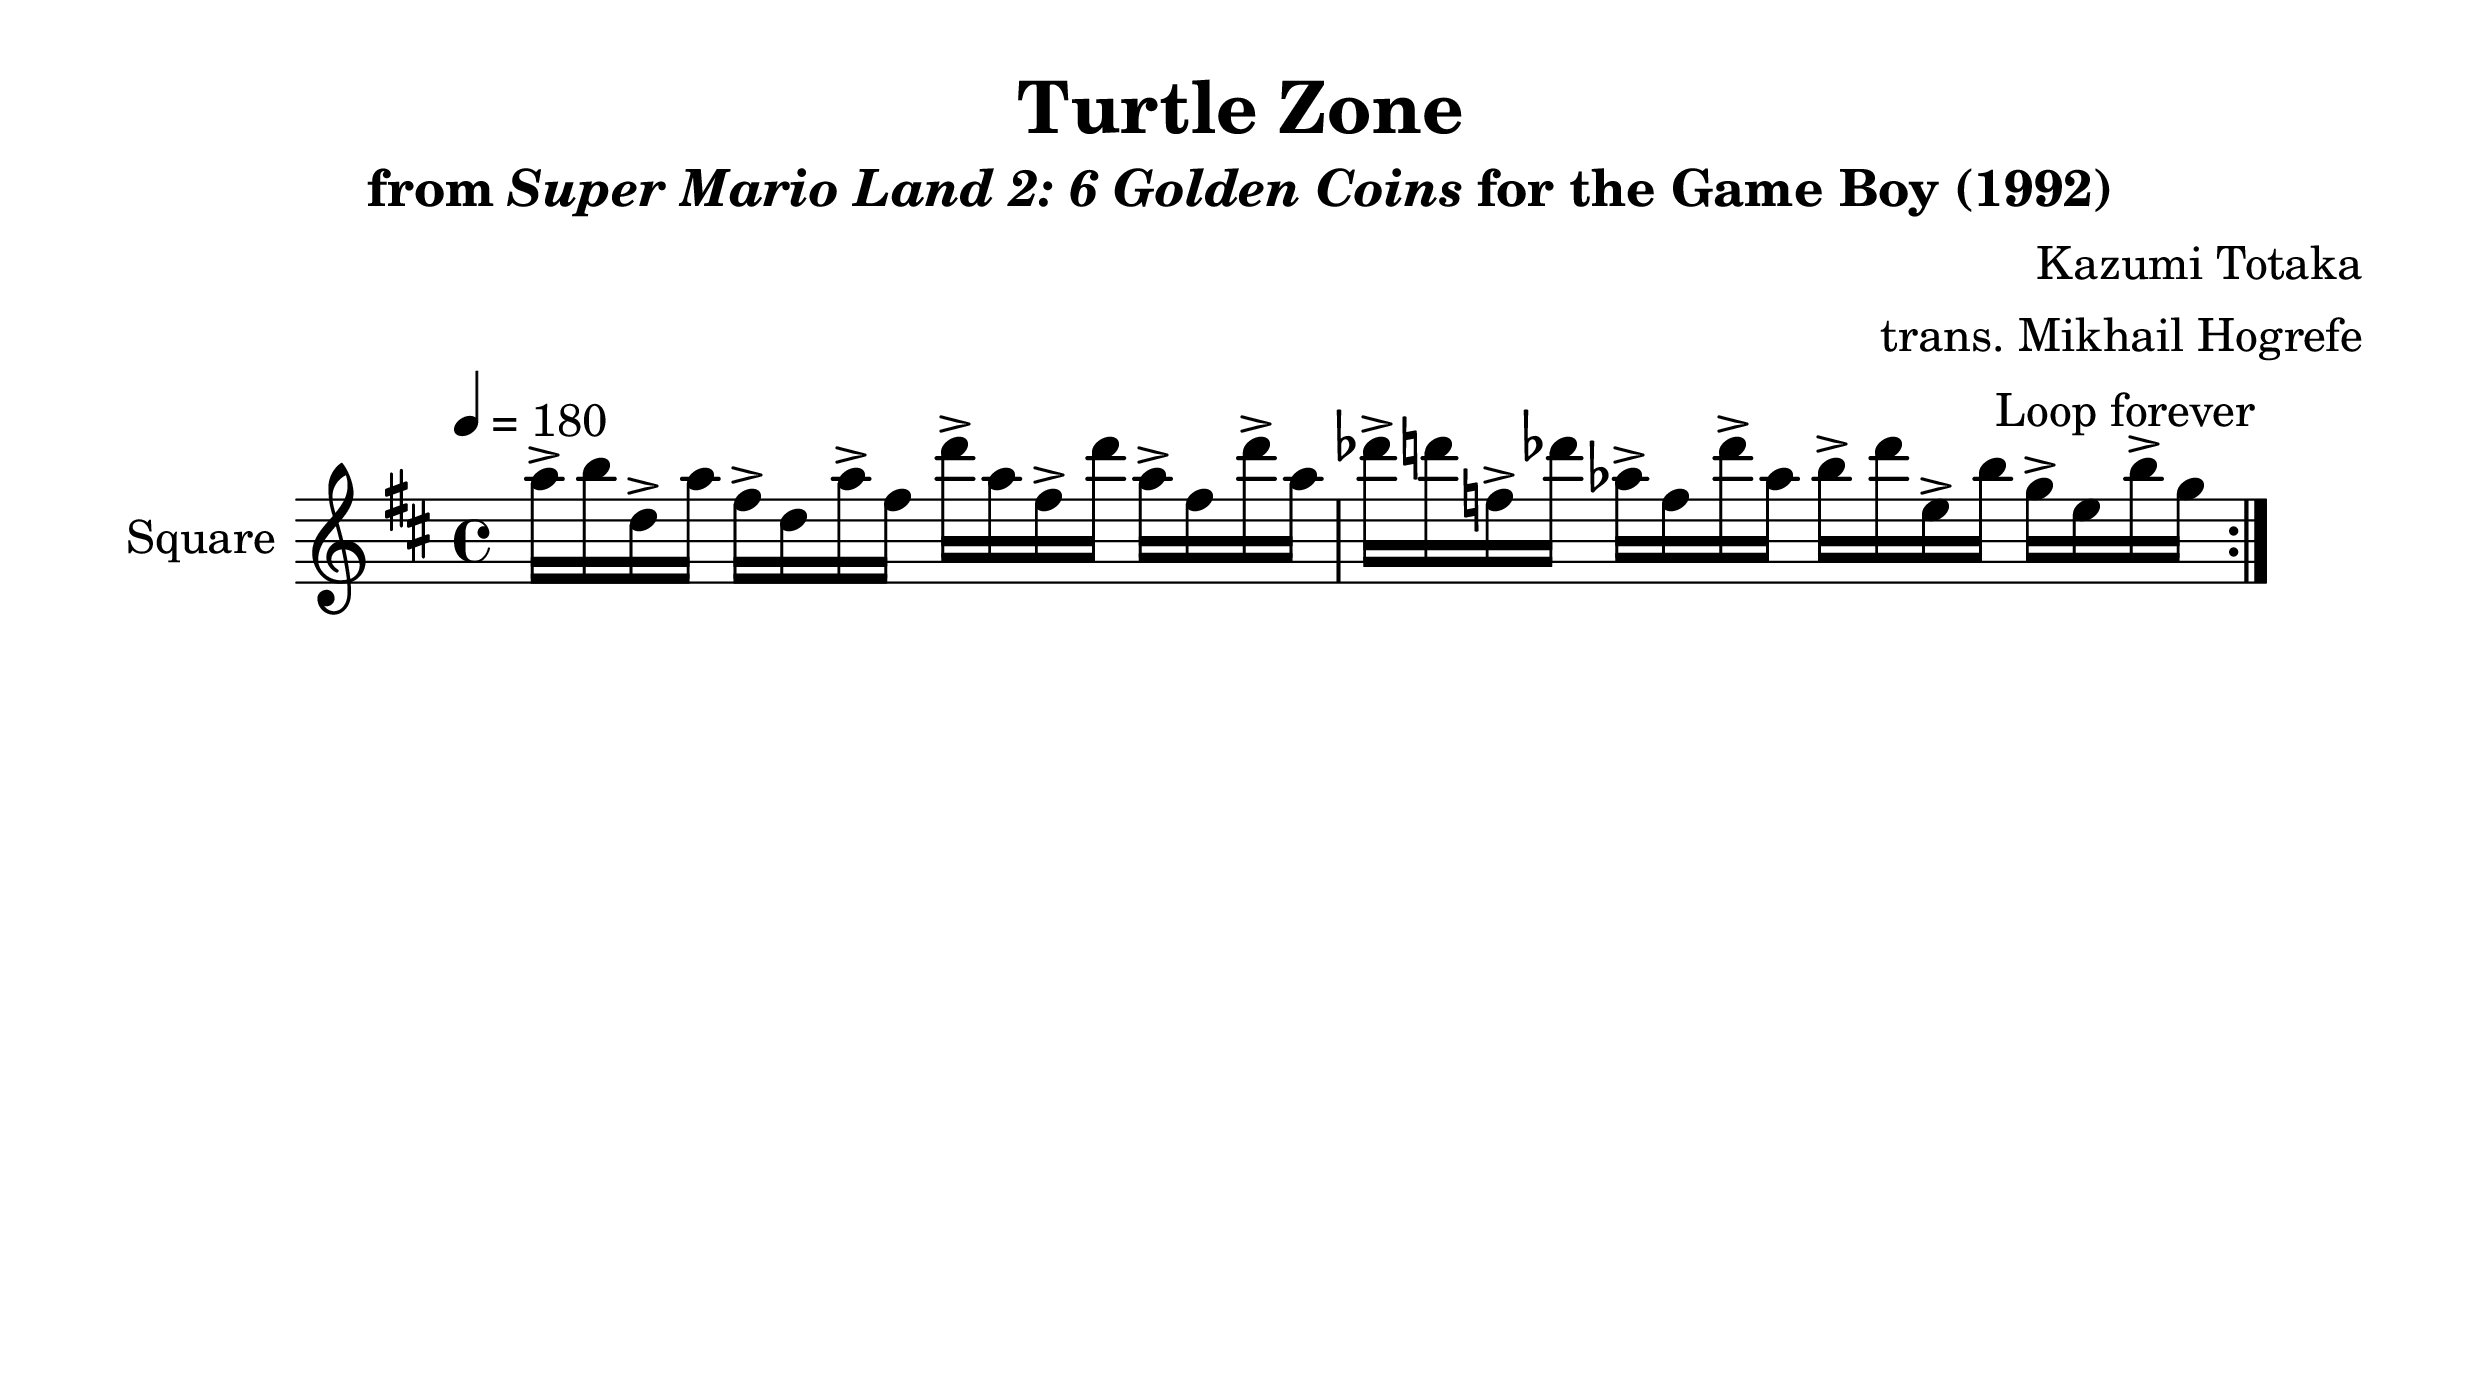 Turtle Zone
from Super Mario Land 2: 6 Golden Coins for the Game Boy (1992)
Kazumi Totaka
trans. Mikhail Hogrefe
= 180
Loop forever
Square